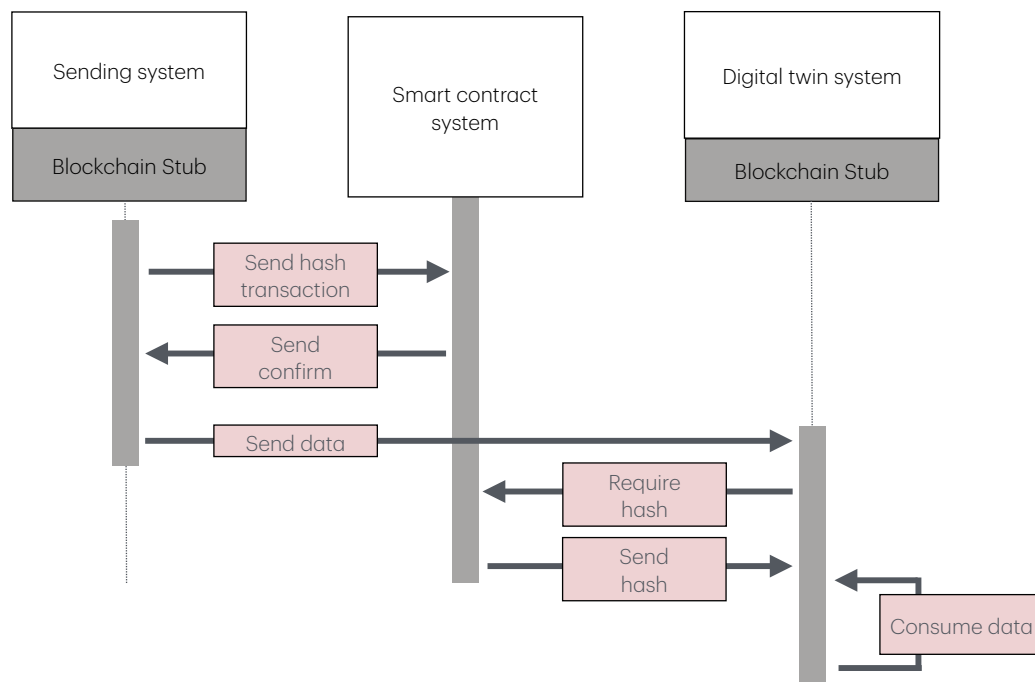 Sending system
Blockchain Stub
Smart contract
system
Digital twin system
Blockchain Stub
Send hash
transaction
Send
confirm
Send data
Require
hash
Send
hash
Consume data